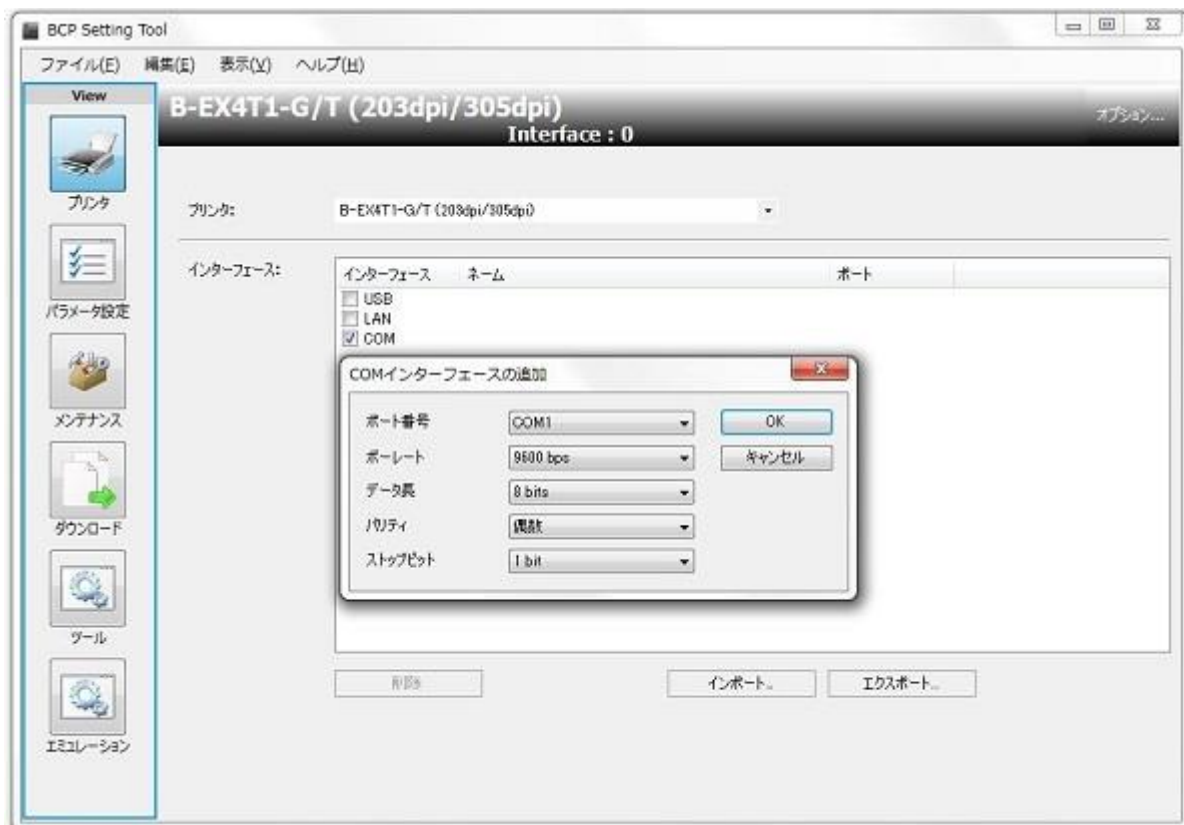 BCP Setting Tool
ファイル(E) 編集(E) 表示(V) ヘルプ(H)
View
B-EX4T1-G/T (203dpi/305dpi)
Interface : 0
オプション...
プリンタ
プリンタ:
B-EX4T1-G/T (203dpi/305dpi)
パラメータ設定
インターフェース:
インターフェース ネーム ポート
USB
LAN
COM
メンテナンス
COMインターフェースの追加
ポート番号 COM1 OK
ボーレート 9600 bps キャンセル
データ長 8 bits
パリティ 偶数
ストップビット 1 bit
ダウンロード
ツール
削除 インポート... エクスポート...
エミュレーション